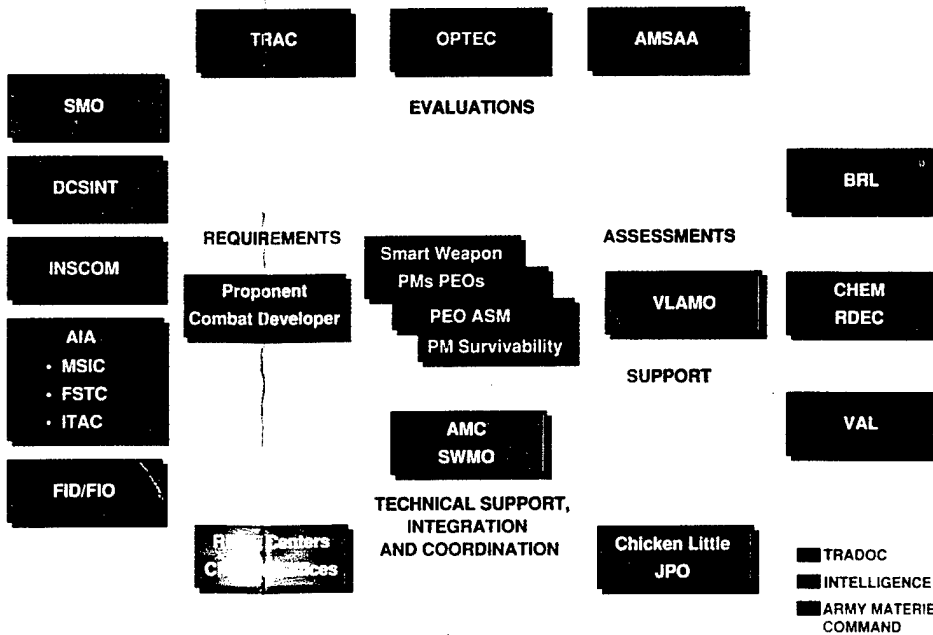 TRAC
OPTEC
AMSAA
SMO
EVALUATIONS
DCSINT
BRL
REQUIREMENTS
ASSESSMENTS
INSCOM
Smart Weapon
PMs PEOs
Proponent
Combat Developer
PEO ASM
PM Survivability
VLAMO
CHEM
RDEC
AIA
• MSIC
• FSTC
• ITAC
SUPPORT
AMC
SWMO
VAL
FID/FIO
TECHNICAL SUPPORT,
INTEGRATION
AND COORDINATION
Centers
Chicken Little
JPO
TRADOC
INTELLIGENCE
ARMY MATERIE
COMMAND